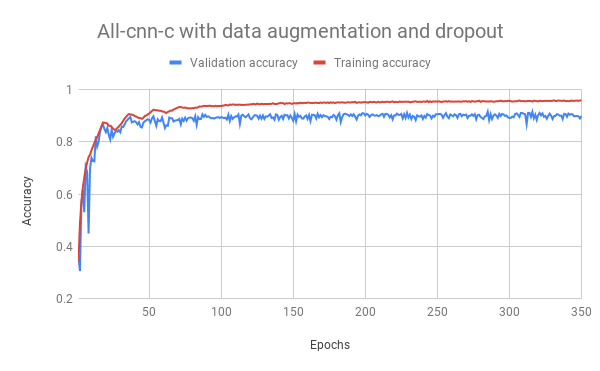 All-cnn-c with data augmentation and dropout
Validation accuracy Training accuracy
1
0.8
0.6
0.4
0.2
Accuracy
50 100 150 200 250 300 350
Epochs